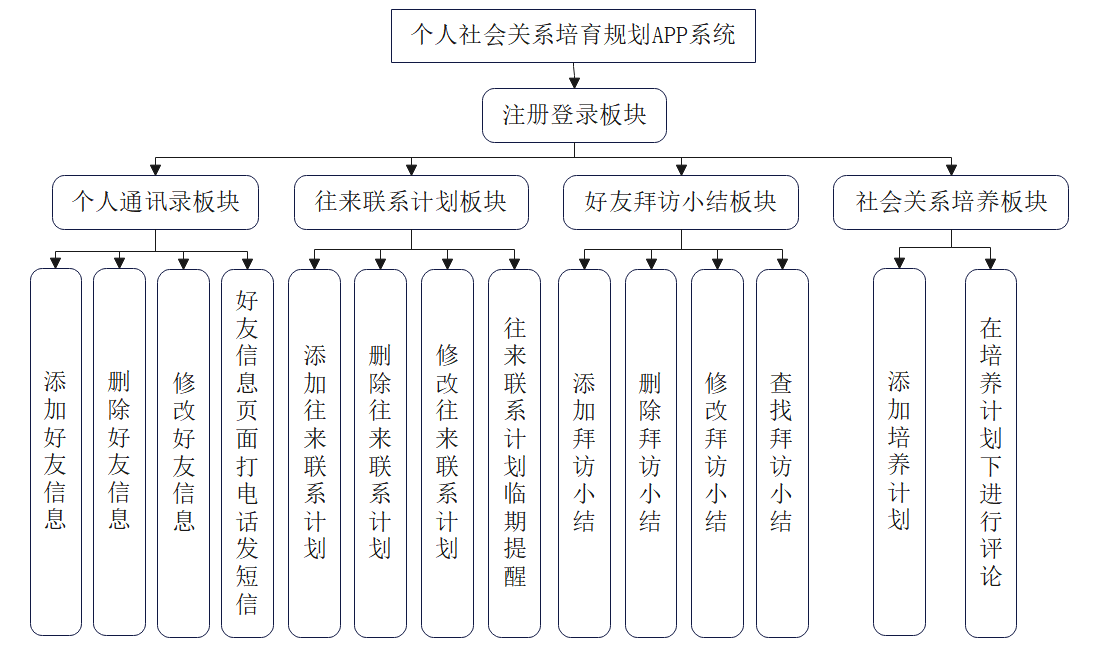 个人社会关系培育规划APP系统
注册登录板块
个人通讯录板块
往来联系计划板块
好友拜访小结板块
社会关系培养板块
添加好友信息
删除好友信息
修改好友信息
好友信息页面打电话发短信
添加往来联系计划
删除往来联系计划
修改往来联系计划
往来联系计划临期提醒
添加拜访小结
删除拜访小结
修改拜访小结
查找拜访小结
添加培养计划
在培养计划下进行评论